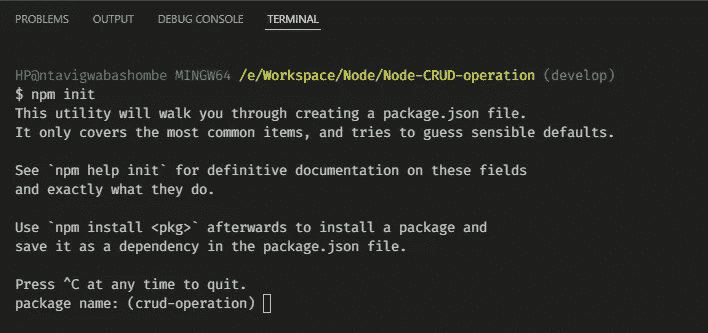 PROBLEMS OUTPUT DEBUG CONSOLE TERMINAL
HP@ntavigwabashombe MINGW64 /e/Workspace/Node/Node-CRUD-operation (develop)
$ npm init
This utility will walk you through creating a package.json file.
It only covers the most common items, and tries to guess sensible defaults.
See `npm help init` for definitive documentation on these fields
and exactly what they do.
Use `npm install <pkg>` afterwards to install a package and
save it as a dependency in the package.json file.
Press ^C at any time to quit.
package name: (crud-operation)